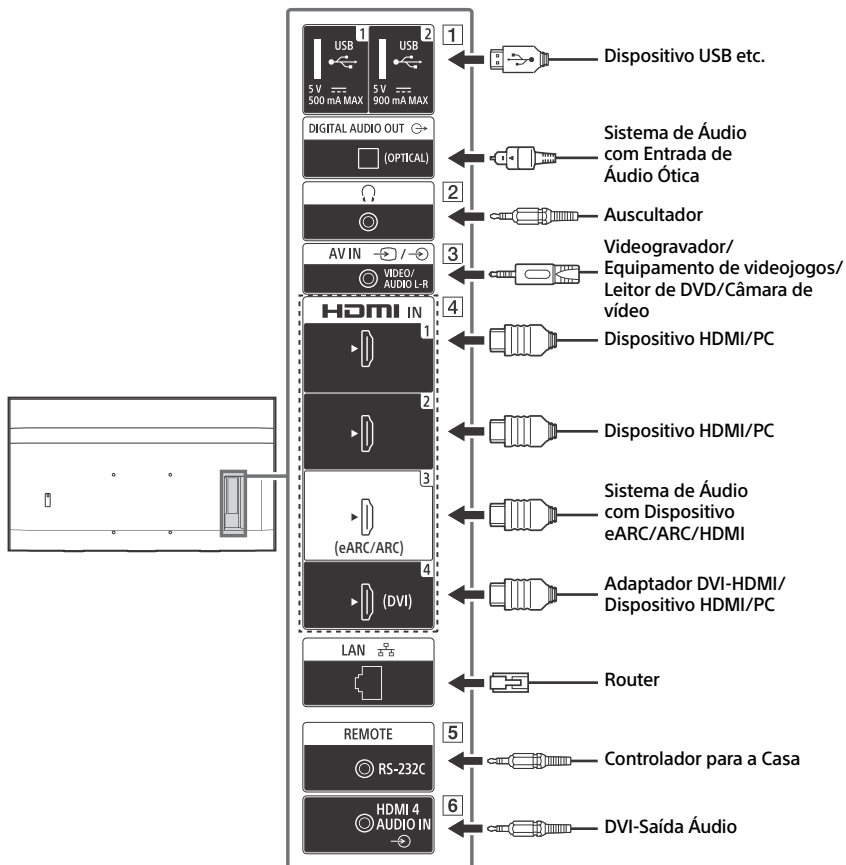 1
USB
5 V
500 mA MAX
2
USB
5 V
900 mA MAX
1
Dispositivo USB etc.
DIGITAL AUDIO OUT
(OPTICAL)
Sistema de Áudio
com Entrada de
Áudio Ótica
2
Auscultador
AV IN
/
3
VIDEO/
AUDIO L-R
Videogravador/
Equipamento de videojogos/
Leitor de DVD/Câmara de
vídeo
HDMI IN
4
1
Dispositivo HDMI/PC
2
Dispositivo HDMI/PC
3
(eARC/ARC)
Sistema de Áudio
com Dispositivo
eARC/ARC/HDMI
4
(DVI)
Adaptador DVI-HDMI/
Dispositivo HDMI/PC
LAN
Router
REMOTE
5
RS-232C
Controlador para a Casa
6
HDMI 4
AUDIO IN
DVI-Saída Áudio